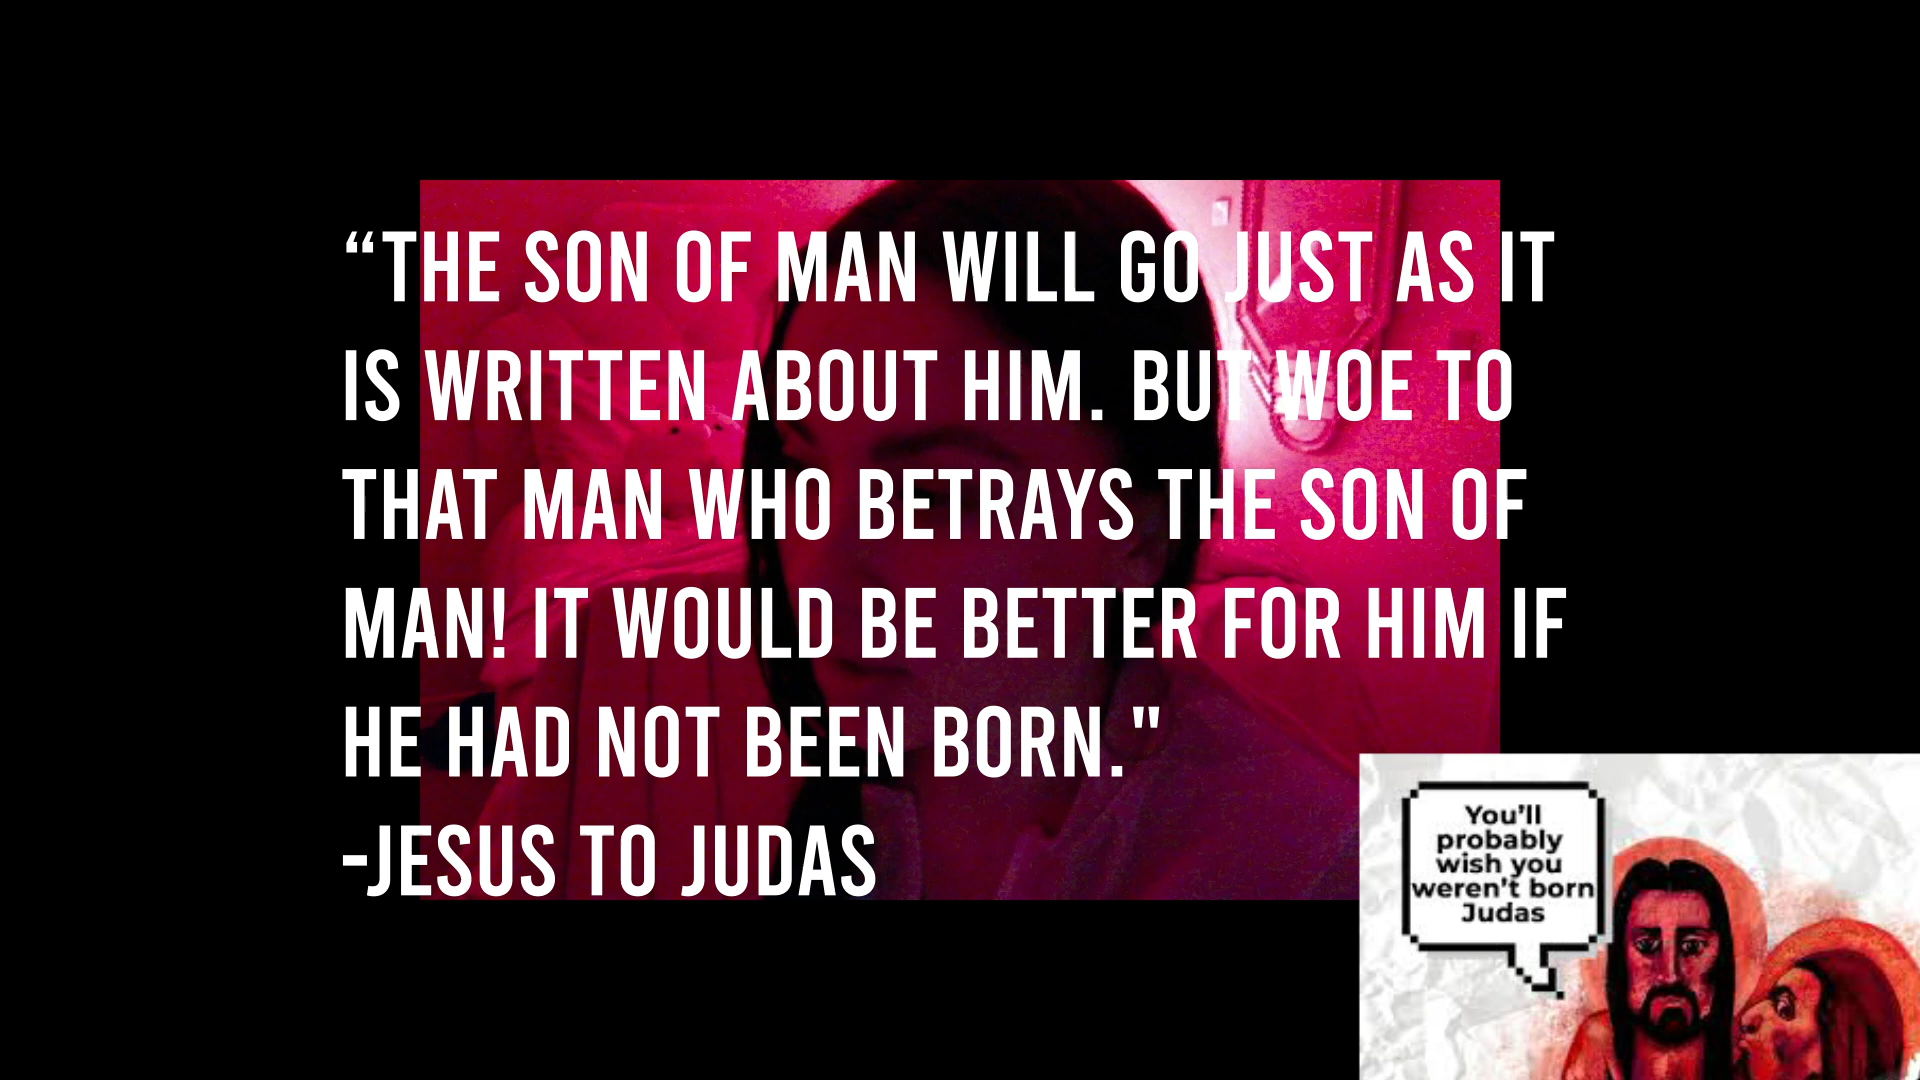 “THE SON OF MAN WILL GO JUST AS IT
IS WRITTEN ABOUT HIM. BUT WOE TO
THAT MAN WHO BETRAYS THE SON OF
MAN! IT WOULD BE BETTER FOR HIM IF
HE HAD NOT BEEN BORN."
-JESUS TO JUDAS
You’ll
probably
wish you
weren’t born
Judas